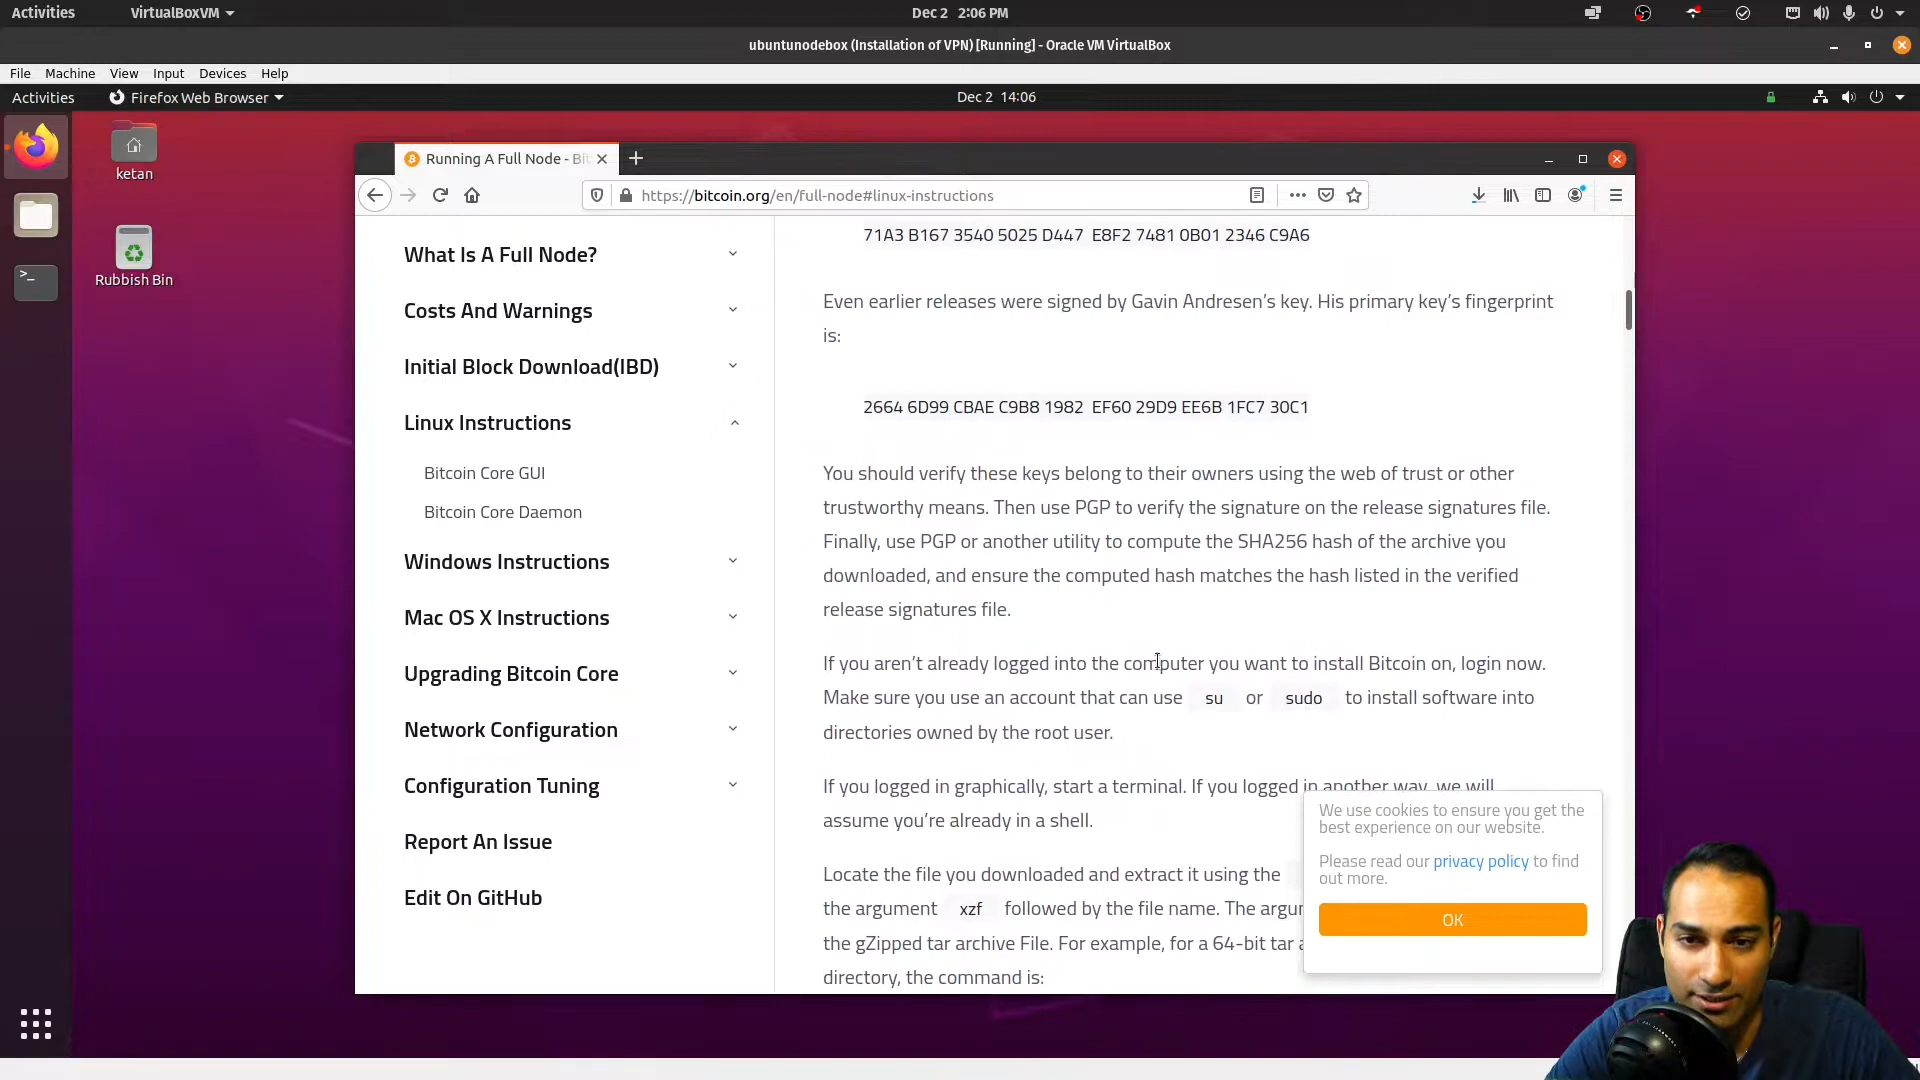 Activities
VirtualBoxVM
Dec 2 2:06 PM
ubuntunodebox (Installation of VPN) [Running] - Oracle VM VirtualBox
File Machine View Input Devices Help
Activities
Firefox Web Browser
Dec 2 14:06
ketan
Rubbish Bin
Running A Full Node - Bit
https://bitcoin.org/en/full-node#linux-instructions
What Is A Full Node?
Costs And Warnings
Initial Block Download(IBD)
Linux Instructions
Bitcoin Core GUI
Bitcoin Core Daemon
Windows Instructions
Mac OS X Instructions
Upgrading Bitcoin Core
Network Configuration
Configuration Tuning
Report An Issue
Edit On GitHub
71A3 B167 3540 5025 D447 E8F2 7481 0B01 2346 C9A6
Even earlier releases were signed by Gavin Andresen’s key. His primary key’s fingerprint
is:
2664 6D99 CBAE C9B8 1982 EF60 29D9 EE6B 1FC7 30C1
You should verify these keys belong to their owners using the web of trust or other
trustworthy means. Then use PGP to verify the signature on the release signatures file.
Finally, use PGP or another utility to compute the SHA256 hash of the archive you
downloaded, and ensure the computed hash matches the hash listed in the verified
release signatures file.
If you aren’t already logged into the computer you want to install Bitcoin on, login now.
Make sure you use an account that can use su or sudo to install software into
directories owned by the root user.
If you logged in graphically, start a terminal. If you logged in another way, we will
assume you’re already in a shell.
Locate the file you downloaded and extract it using the
the argument xzf followed by the file name. The argu
the gZipped tar archive File. For example, for a 64-bit tar a
directory, the command is:
We use cookies to ensure you get the
best experience on our website.
Please read our privacy policy to find
out more.
OK